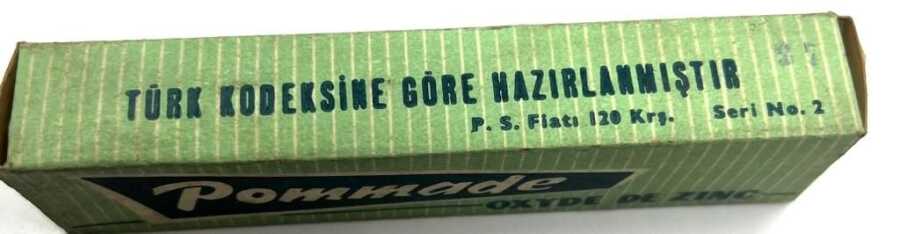 TÜRK KODEKSİNE GÖRE HAZIRLANMIŞTIR
P. S. Fiatı 120 Krş. Seri No. 2
Pommade
OXYDE DE ZINC